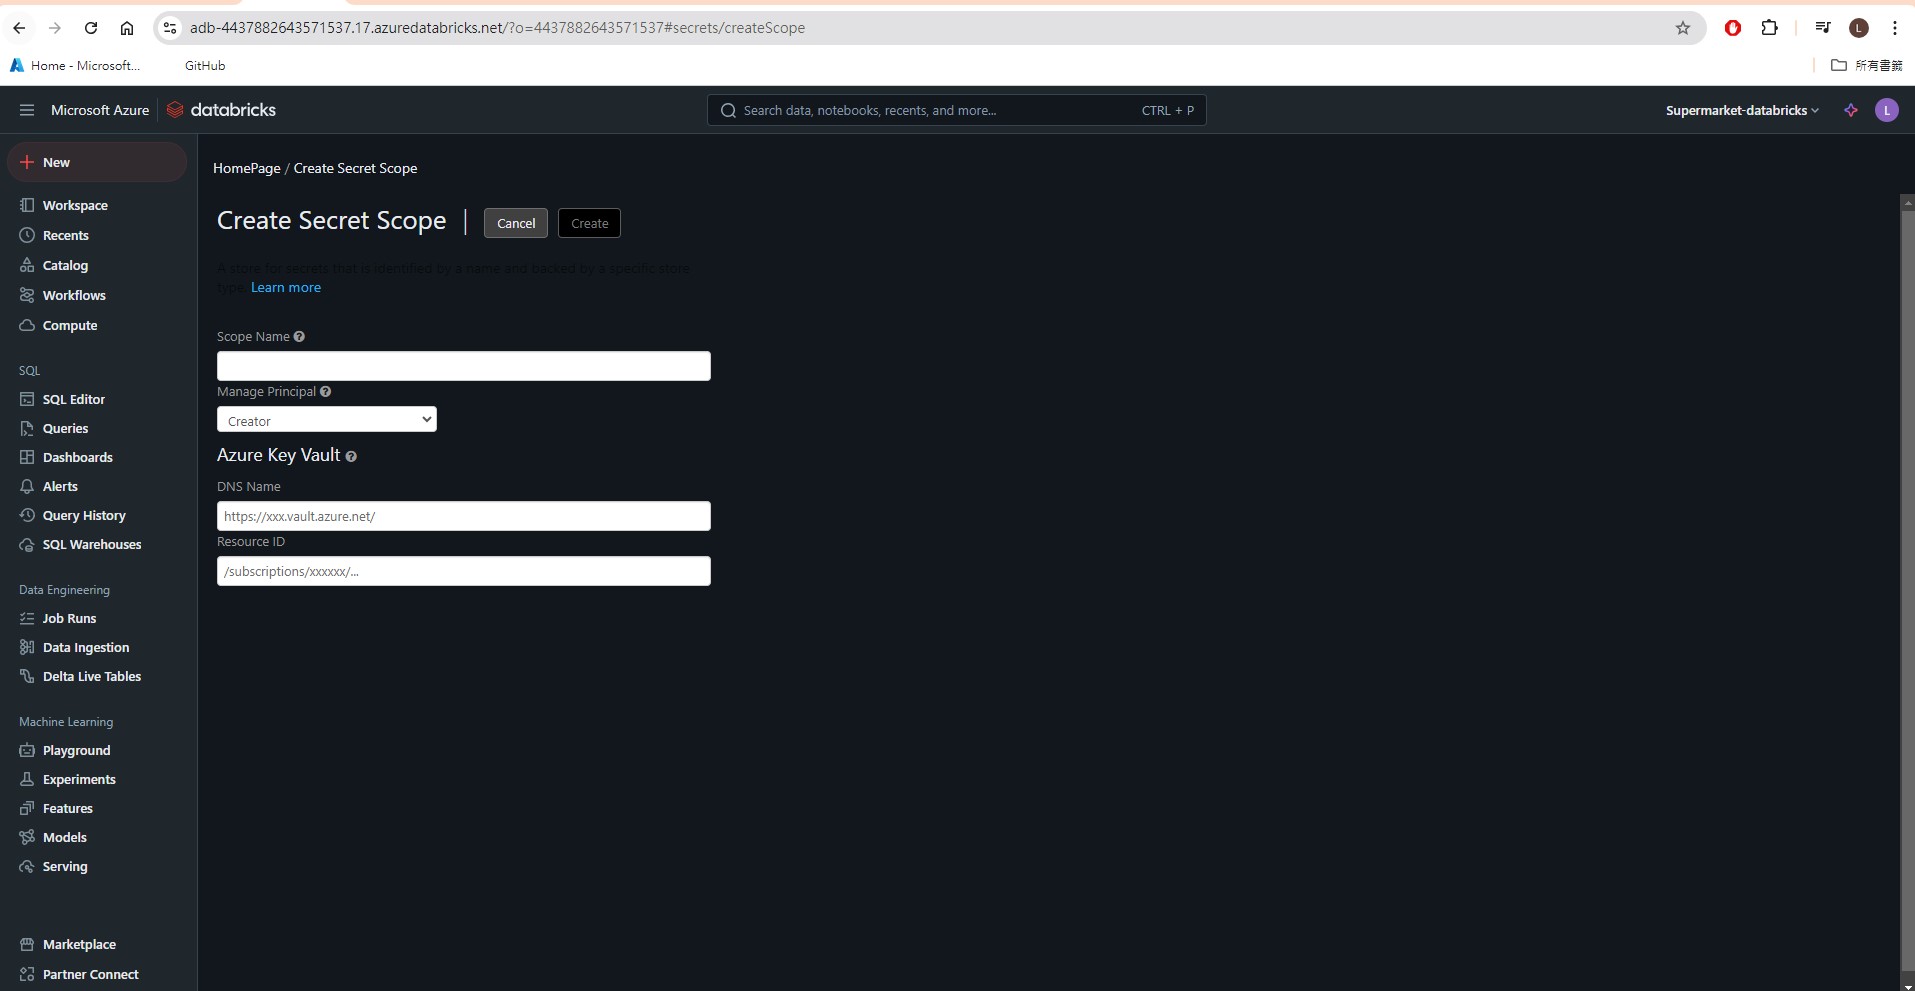 adb-4437882643571537.17.azuredatabricks.net/?o=4437882643571537#secrets/createScope
L
Home - Microsoft...
GitHub
所有書籤
Microsoft Azure
databricks
Search data, notebooks, recents, and more...
CTRL + P
Supermarket-databricks
L
New
Workspace
Recents
Catalog
Workflows
Compute
SQL
SQL Editor
Queries
Dashboards
Alerts
Query History
SQL Warehouses
Data Engineering
Job Runs
Data Ingestion
Delta Live Tables
Machine Learning
Playground
Experiments
Features
Models
Serving
Marketplace
Partner Connect
HomePage / Create Secret Scope
Create Secret Scope
Cancel
Create
A store for secrets that is identified by a name and backed by a specific store
type. Learn more
Scope Name
Manage Principal
Creator
Azure Key Vault
DNS Name
https://xxx.vault.azure.net/
Resource ID
/subscriptions/xxxxxx/...